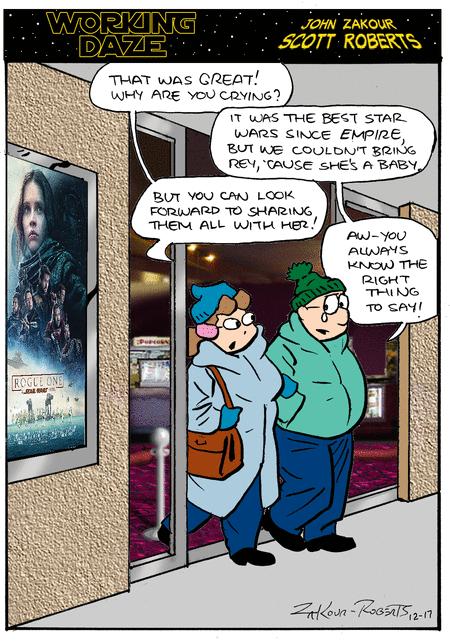 WORKING
DAZE
JOHN ZAKOUR
SCOTT ROBERTS
THAT WAS GREAT!
WHY ARE YOU CRYING?
IT WAS THE BEST STAR
WARS SINCE EMPIRE,
BUT WE COULDN'T BRING
REY, 'CAUSE SHE'S A BABY.
BUT YOU CAN LOOK
FORWARD TO SHARING
THEM ALL WITH HER!
AW-YOU
ALWAYS
KNOW THE
RIGHT
THING
TO SAY!
ROGUE ONE
A STAR WARS
POPCORN
ZAKOUR-ROBERTS 12-17